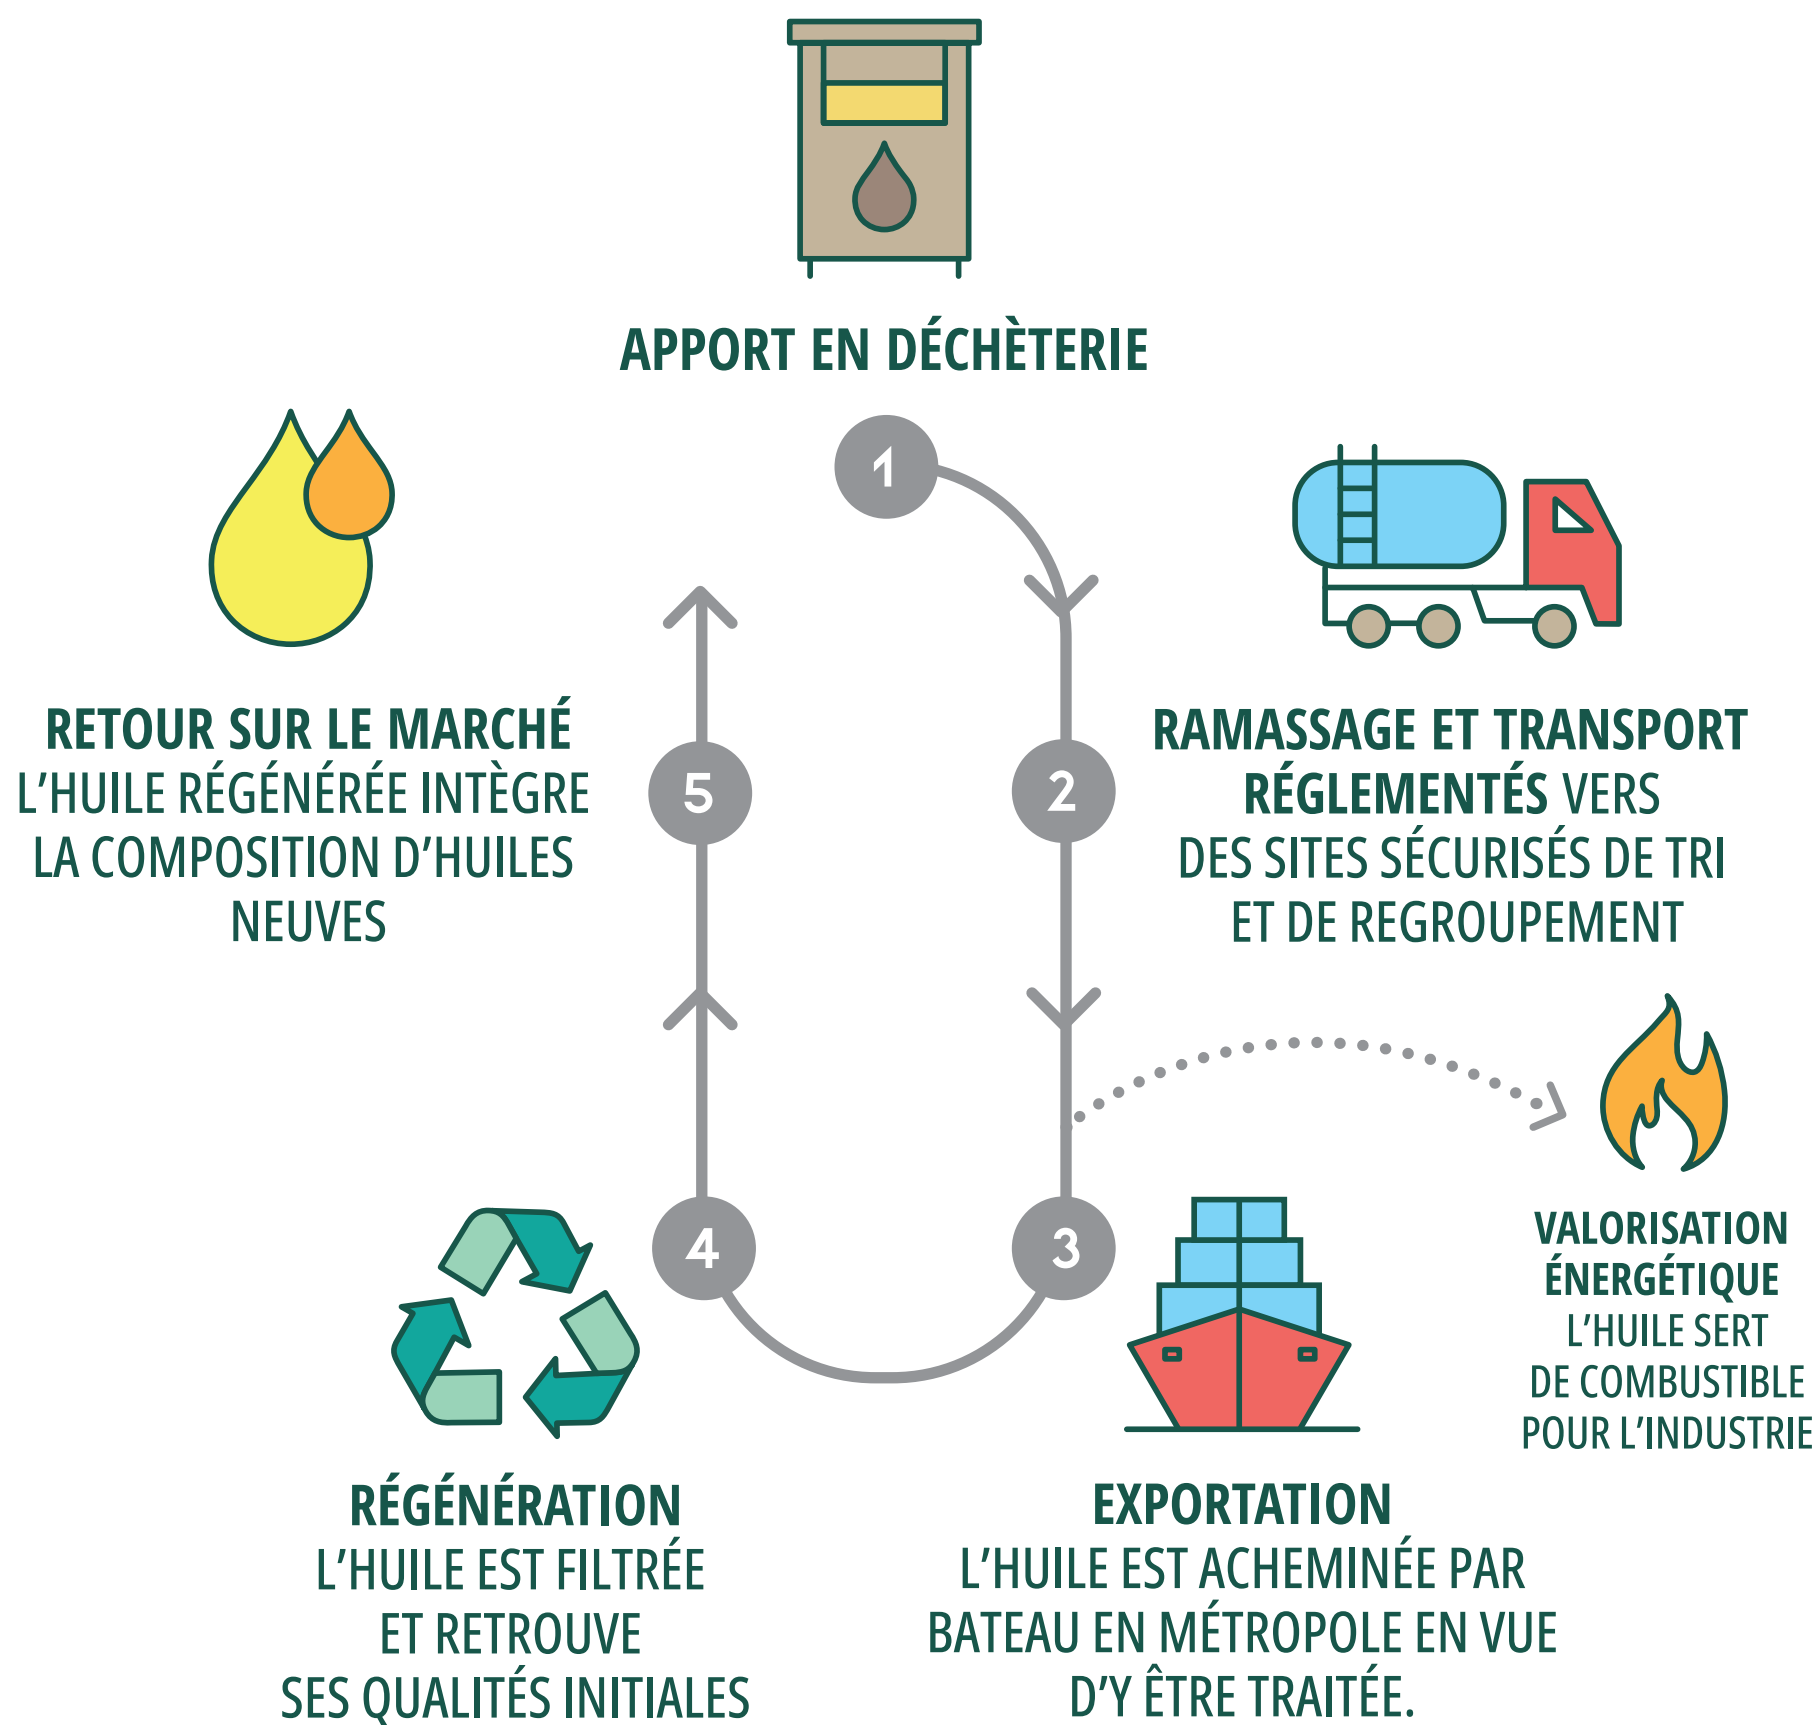 APPORT EN DÉCHÈTERIE
1
2
RAMASSAGE ET TRANSPORT
RÉGLEMENTÉS VERS
DES SITES SÉCURISÉS DE TRI
ET DE REGROUPEMENT
VALORISATION
ÉNERGÉTIQUE
L'HUILE SERT
DE COMBUSTIBLE
POUR L'INDUSTRIE
3
EXPORTATION
L'HUILE EST ACHEMINÉE PAR
BATEAU EN MÉTROPOLE EN VUE
D'Y ÊTRE TRAITÉE.
4
RÉGÉNÉRATION
L'HUILE EST FILTRÉE
ET RETROUVE
SES QUALITÉS INITIALES
5
RETOUR SUR LE MARCHÉ
L'HUILE RÉGÉNÉRÉE INTÈGRE
LA COMPOSITION D'HUILES
NEUVES